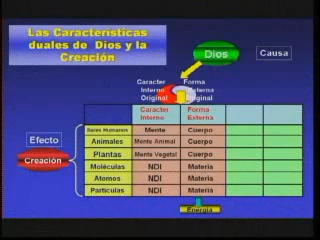 Las Características
duales de Dios y la
Creación
Dios
Causa
Caracter Forma
Interno Externa
Original Original
Caracter Forma
Interno Externa
Efecto
Creación
Seres Humanos Mente Cuerpo
Animales Mente Animal Cuerpo
Plantas Mente Vegetal Cuerpo
Moléculas NDI Materia
Atomos NDI Materia
Partículas NDI Materia
Energía